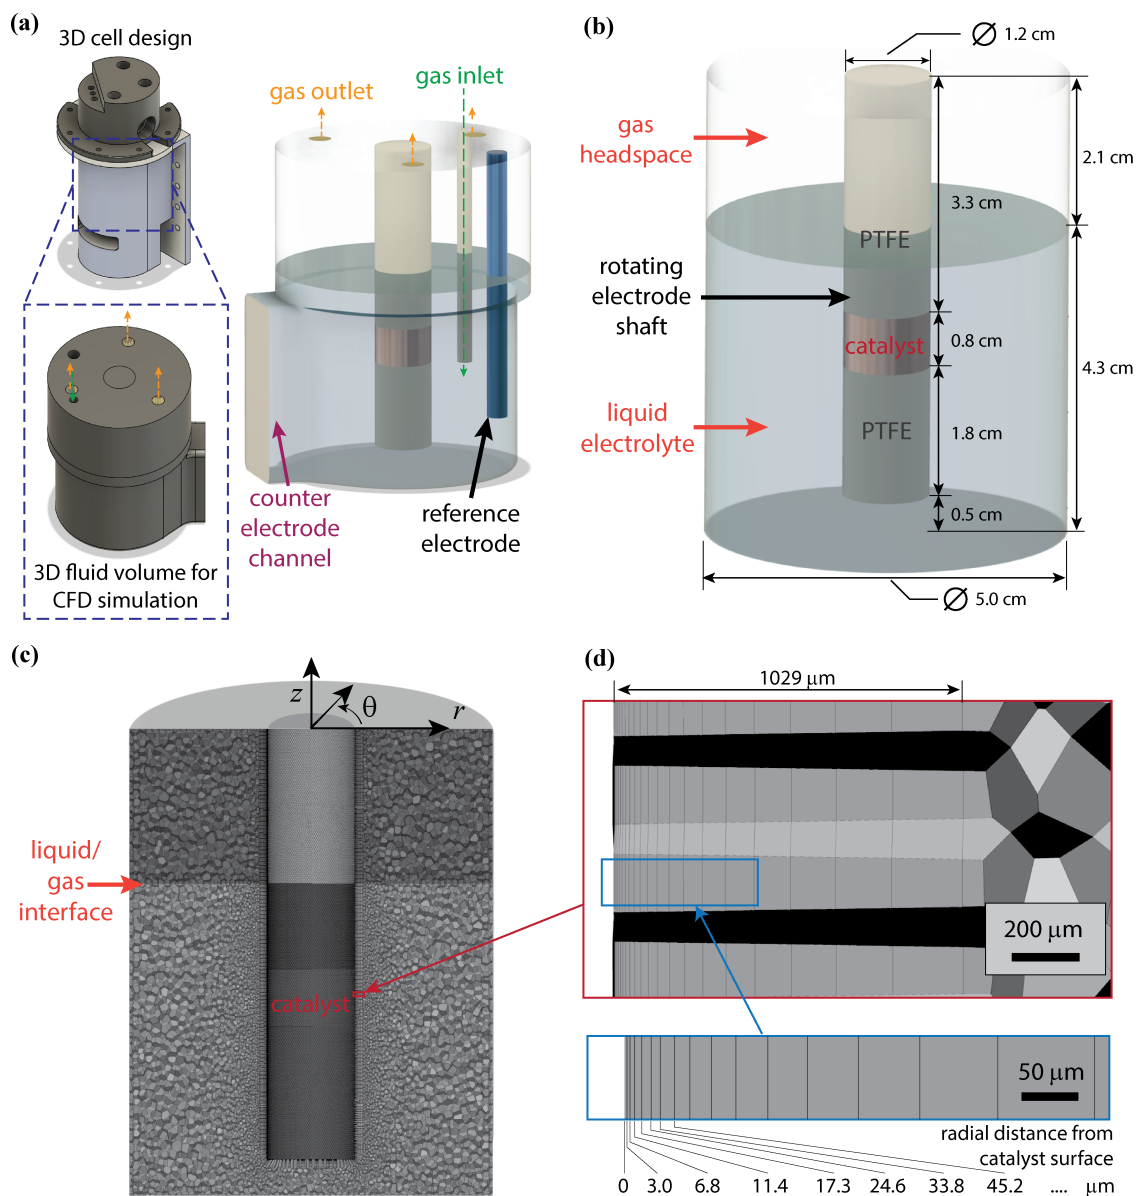 (a)
3D cell design
gas outlet
gas inlet
counter
electrode
channel
reference
electrode
3D fluid volume for
CFD simulation
(b)
Ø 1.2 cm
gas
headspace
2.1 cm
3.3 cm
PTFE
rotating
electrode
shaft
catalyst
0.8 cm
4.3 cm
liquid
electrolyte
PTFE
1.8 cm
0.5 cm
Ø 5.0 cm
(c)
z
θ
r
liquid/
gas
interface
catalyst
(d)
1029 μm
200 μm
50 μm
radial distance from
catalyst surface
0 3.0 6.8 11.4 17.3 24.6 33.8 45.2 .... μm